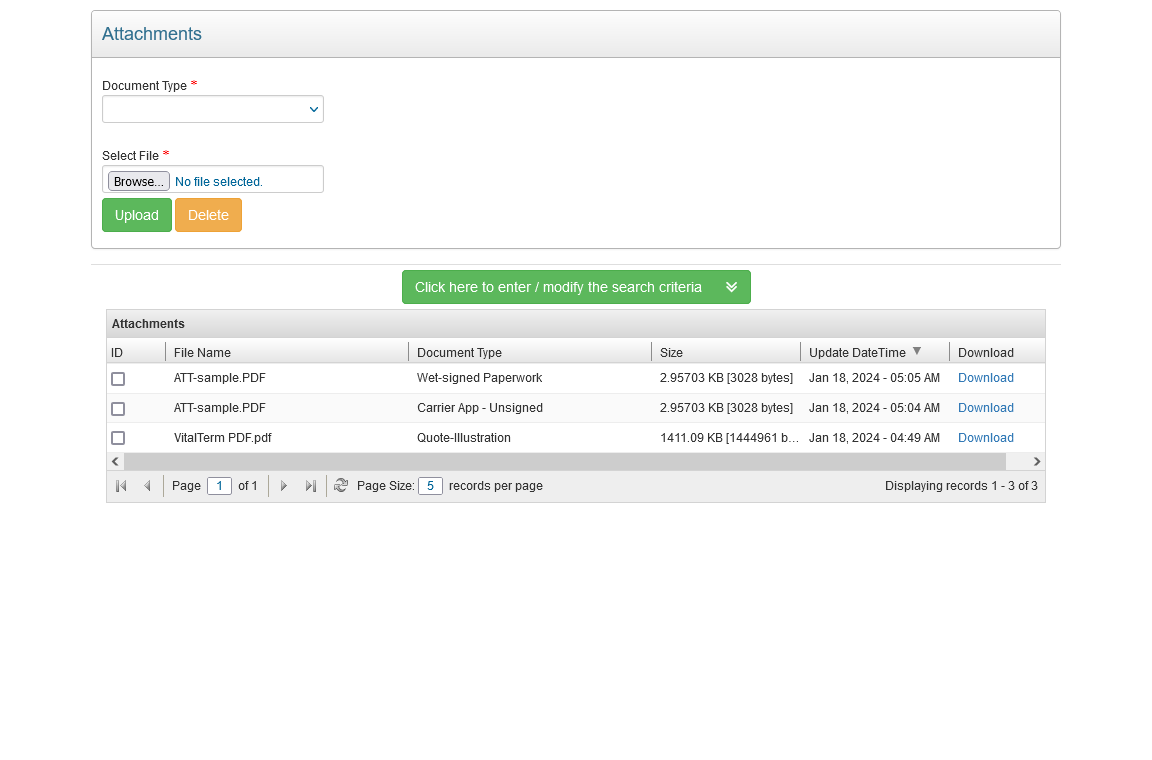 Attachments
Document Type *
Select File *
Browse... No file selected.
Upload Delete
Click here to enter / modify the search criteria
Attachments
ID File Name Document Type Size Update DateTime Download
ATT-sample.PDF Wet-signed Paperwork 2.95703 KB [3028 bytes] Jan 18, 2024 - 05:05 AM Download
ATT-sample.PDF Carrier App - Unsigned 2.95703 KB [3028 bytes] Jan 18, 2024 - 05:04 AM Download
VitalTerm PDF.pdf Quote-Illustration 1411.09 KB [1444961 b... Jan 18, 2024 - 04:49 AM Download
Page 1 of 1 Page Size: 5 records per page Displaying records 1 - 3 of 3